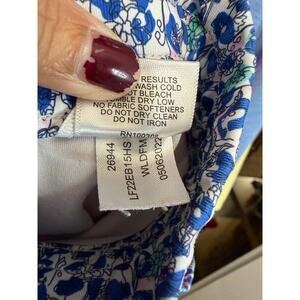 RESULTS
WASH COLD
NOT BLEACH
TUMBLE DRY LOW
NO FABRIC SOFTENERS
DO NOT DRY CLEAN
DO NOT IRON
26944
LF22EB15HS
WLDFM
05062022